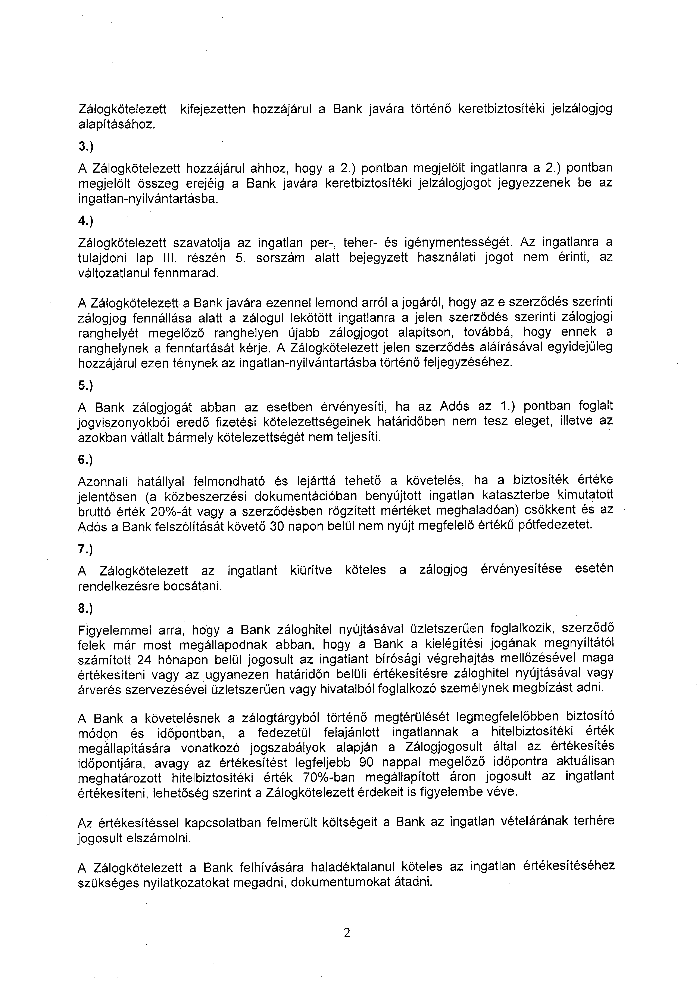 Zálogkötelezett kifejezetten hozzájárul a Bank javára történő keretbiztosítéki jelzálogjog
alapításához.
3.)
A Zálogkötelezett hozzájárul ahhoz, hogy a 2.) pontban megjelölt ingatlanra a 2.) pontban
megjelölt összeg erejéig a Bank javára keretbiztosítéki jelzálogjogot jegyezzenek be az
ingatlan-nyilvántartásba.
4.)
Zálogkötelezett szavatolja az ingatlan per-, teher- és igénymentességét. Az ingatlanra a
tulajdoni lap III. részén 5. sorszám alatt bejegyzett használati jogot nem érinti, az
változatlanul fennmarad.
A Zálogkötelezett a Bank javára ezennel lemond arról a jogáról, hogy az e szerződés szerinti
zálogjog fennállása alatt a zálogul lekötött ingatlanra a jelen szerződés szerinti zálogjogi
ranghelyét megelőző ranghelyen újabb zálogjogot alapítson, továbbá, hogy ennek a
ranghelynek a fenntartását kérje. A Zálogkötelezett jelen szerződés aláírásával egyidejűleg
hozzájárul ezen ténynek az ingatlan-nyilvántartásba történő feljegyzéséhez.
5.)
A Bank zálogjogát abban az esetben érvényesíti, ha az Adós az 1.) pontban foglalt
jogviszonyokból eredő fizetési kötelezettségeinek határidőben nem tesz eleget, illetve az
azokban vállalt bármely kötelezettségét nem teljesíti.
6.)
Azonnali hatállyal felmondható és lejárttá tehető a követelés, ha a biztosíték értéke
jelentősen (a közbeszerzési dokumentációban benyújtott ingatlan kataszterbe kimutatott
bruttó érték 20%-át vagy a szerződésben rögzített mértéket meghaladóan) csökkent és az
Adós a Bank felszólítását követő 30 napon belül nem nyújt megfelelő értékű pótfedezetet.
7.)
A Zálogkötelezett az ingatlant kiürítve köteles a zálogjog érvényesítése esetén
rendelkezésre bocsátani.
8.)
Figyelemmel arra, hogy a Bank záloghitel nyújtásával üzletszerűen foglalkozik, szerződő
felek már most megállapodnak abban, hogy a Bank a kielégítési jogának megnyíltától
számított 24 hónapon belül jogosult az ingatlant bírósági végrehajtás mellőzésével maga
értékesíteni vagy az ugyanezen határidőn belüli értékesítésre záloghitel nyújtásával vagy
árverés szervezésével üzletszerűen vagy hivatalból foglalkozó személynek megbízást adni.
A Bank a követelésnek a zálogtárgyból történő megtérülését legmegfelelőbben biztosító
módon és időpontban, a fedezetül felajánlott ingatlannak a hitelbiztosítéki érték
megállapítására vonatkozó jogszabályok alapján a Zálogjogosult által az értékesítés
időpontjára, avagy az értékesítést legfeljebb 90 nappal megelőző időpontra aktuálisan
meghatározott hitelbiztosítéki érték 70%-ban megállapított áron jogosult az ingatlant
értékesíteni, lehetőség szerint a Zálogkötelezett érdekeit is figyelembe véve.
Az értékesítéssel kapcsolatban felmerült költségeit a Bank az ingatlan vételárának terhére
jogosult elszámolni.
A Zálogkötelezett a Bank felhívására haladéktalanul köteles az ingatlan értékesítéséhez
szükséges nyilatkozatokat megadni, dokumentumokat átadni.
2